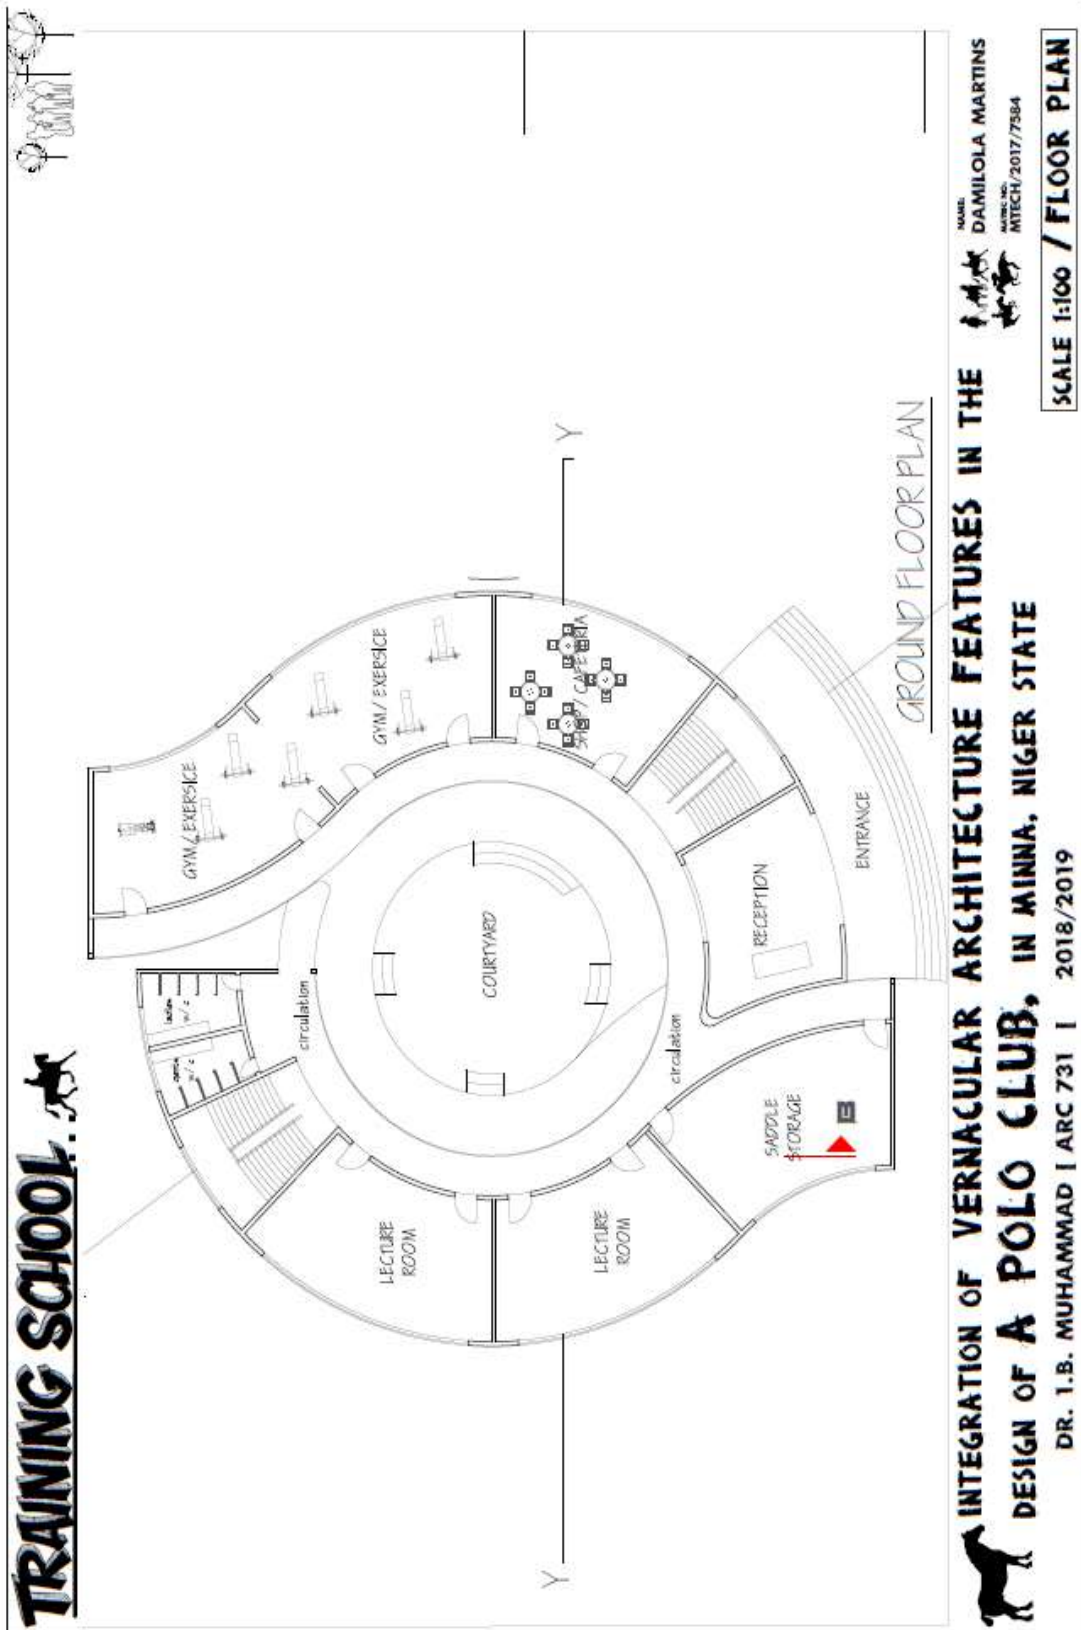 TRAINING SCHOOL
GYM/ EXERSICE
GYM/ EXERSICE
w/c
w/c
circulation
LECTURE
ROOM
COURTYARD
LECTURE
ROOM
circulation
SADDLE
STORAGE
RECEPTION
ENTRANCE
Y
Y
GROUND FLOOR PLAN
INTEGRATION OF VERNACULAR ARCHITECTURE FEATURES IN THE
DESIGN OF A POLO CLUB, IN MINNA, NIGER STATE
DR. I.B. MUHAMMAD | ARC 731 | 2018/2019
NAME:
DAMILOLA MARTINS
MATRIC NO:
MTECH/2017/7584
SCALE 1:100 / FLOOR PLAN